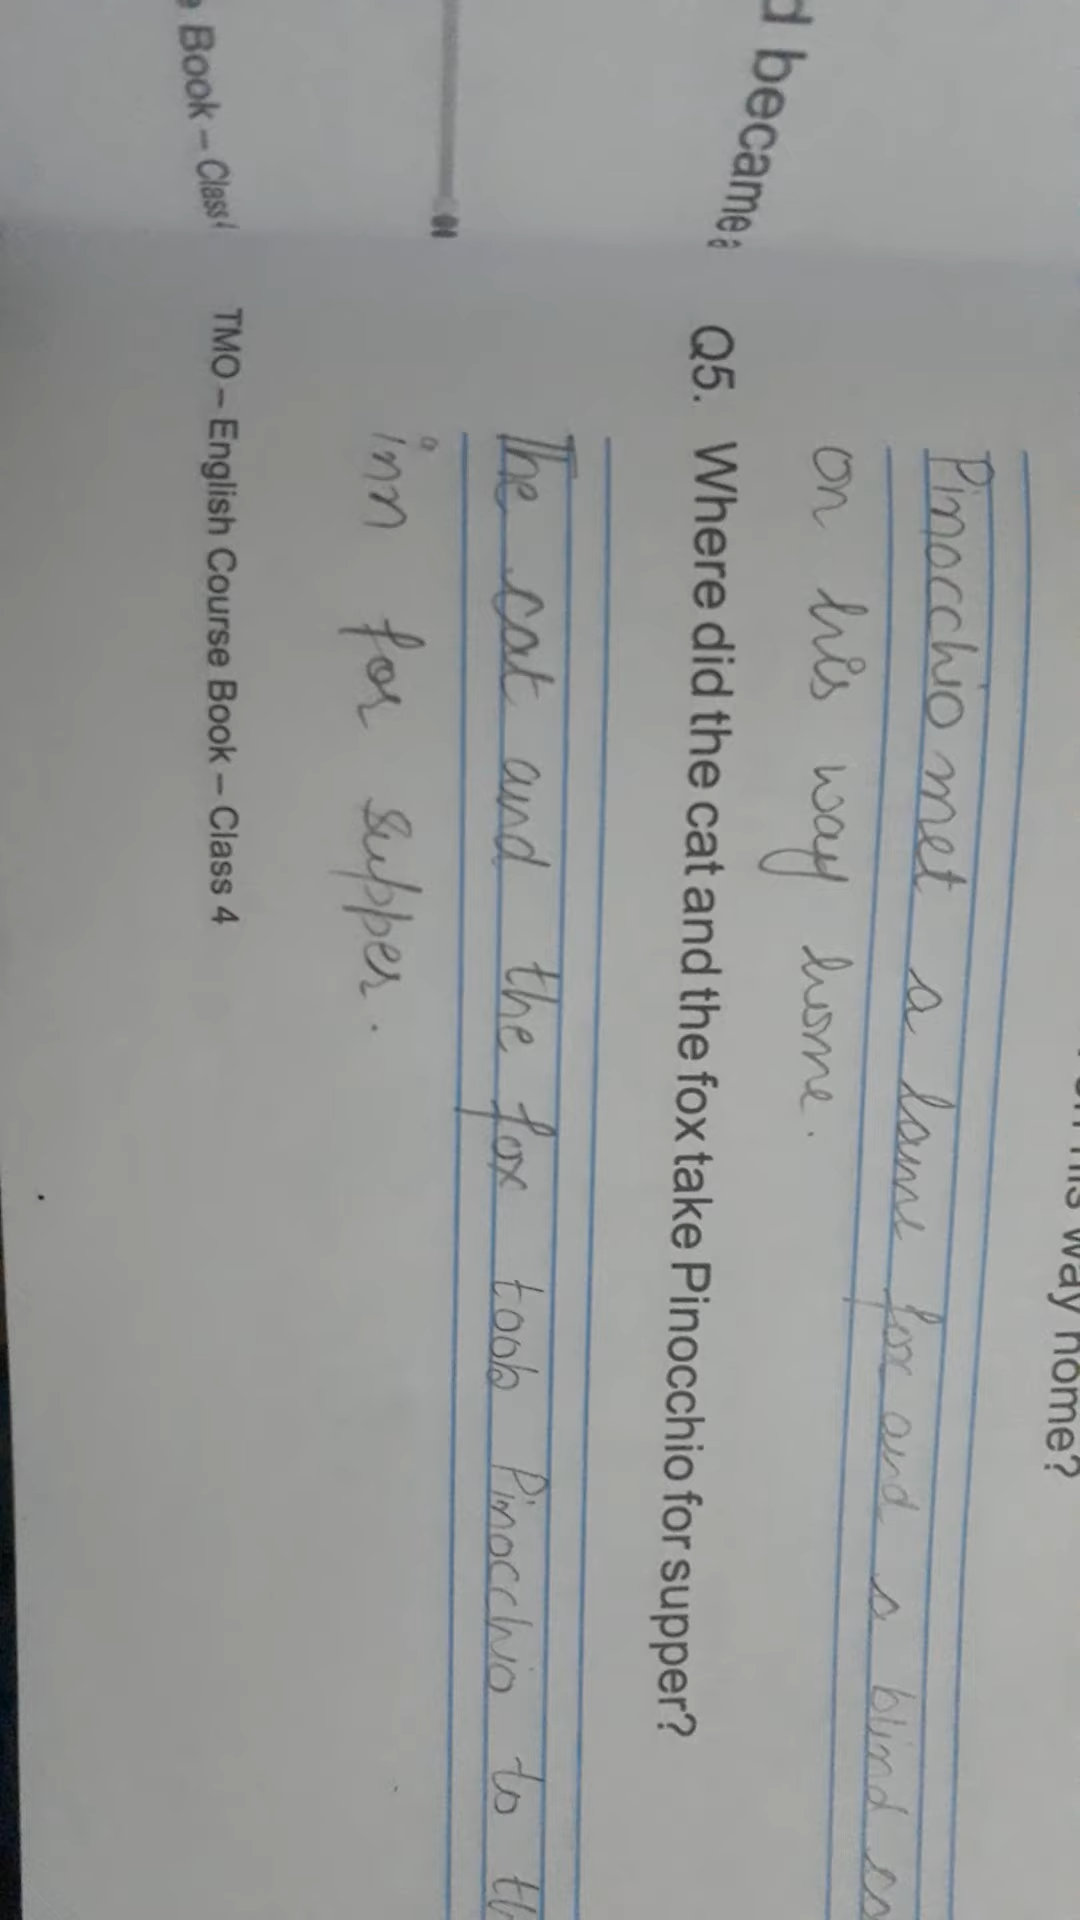 way home?
Pinocchio met a lame fox and a blind
on his way home.
d became
Q5. Where did the cat and the fox take Pinocchio for supper?
The cat and the fox took Pinocchio to
inn for supper.
Book – Class
TMO – English Course Book – Class 4